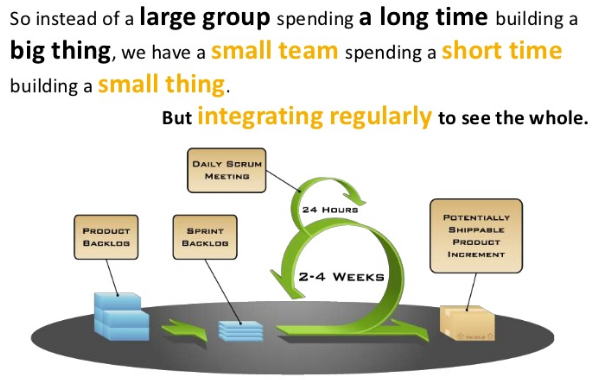 So instead of a large group spending a long time building a
big thing, we have a small team spending a short time
building a small thing.
But integrating regularly to see the whole.
DAILY SCRUM
MEETING
24 HOURS
PRODUCT
BACKLOG
SPRINT
BACKLOG
POTENTIALLY
SHIPPABLE
PRODUCT
INCREMENT
2-4 WEEKS